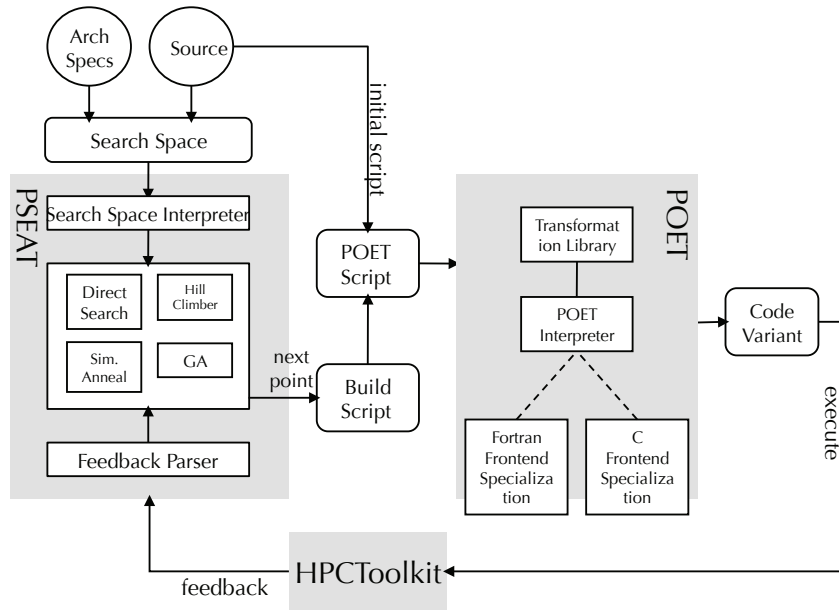 Arch
Specs
Source
Search Space
initial script
PSEAT
Search Space Interpreter
Direct
Search
Hill
Climber
Sim.
Anneal
GA
Feedback Parser
next
point
POET
Script
Build
Script
POET
Transformat
ion Library
POET
Interpreter
Fortran
Frontend
Specializa
tion
C
Frontend
Specializa
tion
Code
Variant
execute
HPCToolkit
feedback